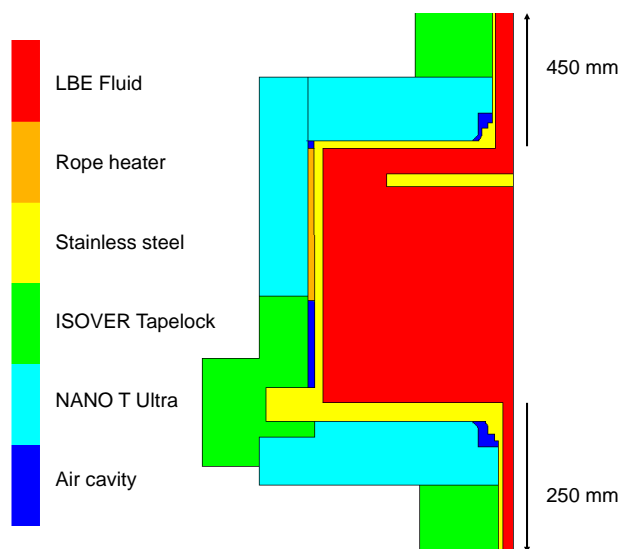 LBE Fluid
Rope heater
Stainless steel
ISOVER Tapelock
NANO T Ultra
Air cavity
450 mm
250 mm